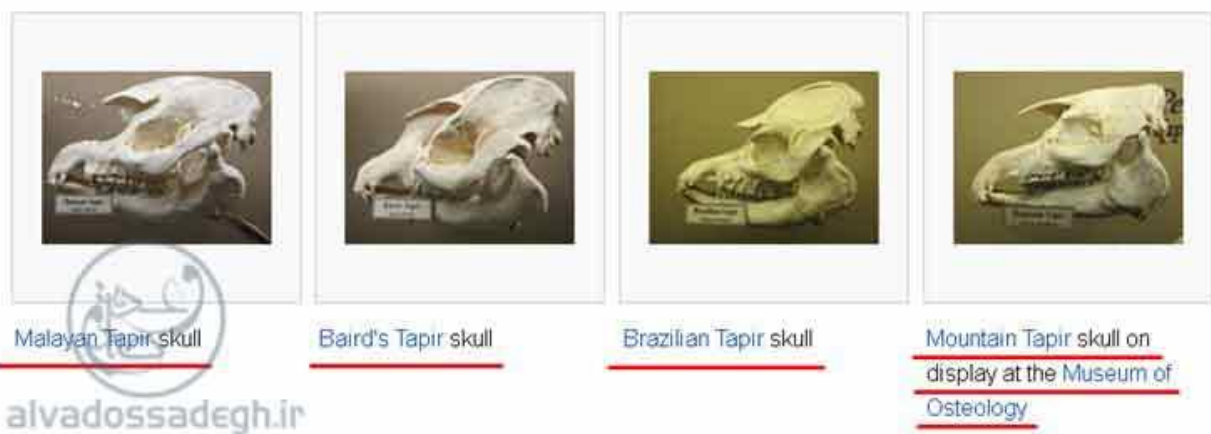 Malayan Tapir skull
Baird's Tapir skull
Brazilian Tapir skull
Mountain Tapir skull on
display at the Museum of
Osteology
alvadossadegh.ir